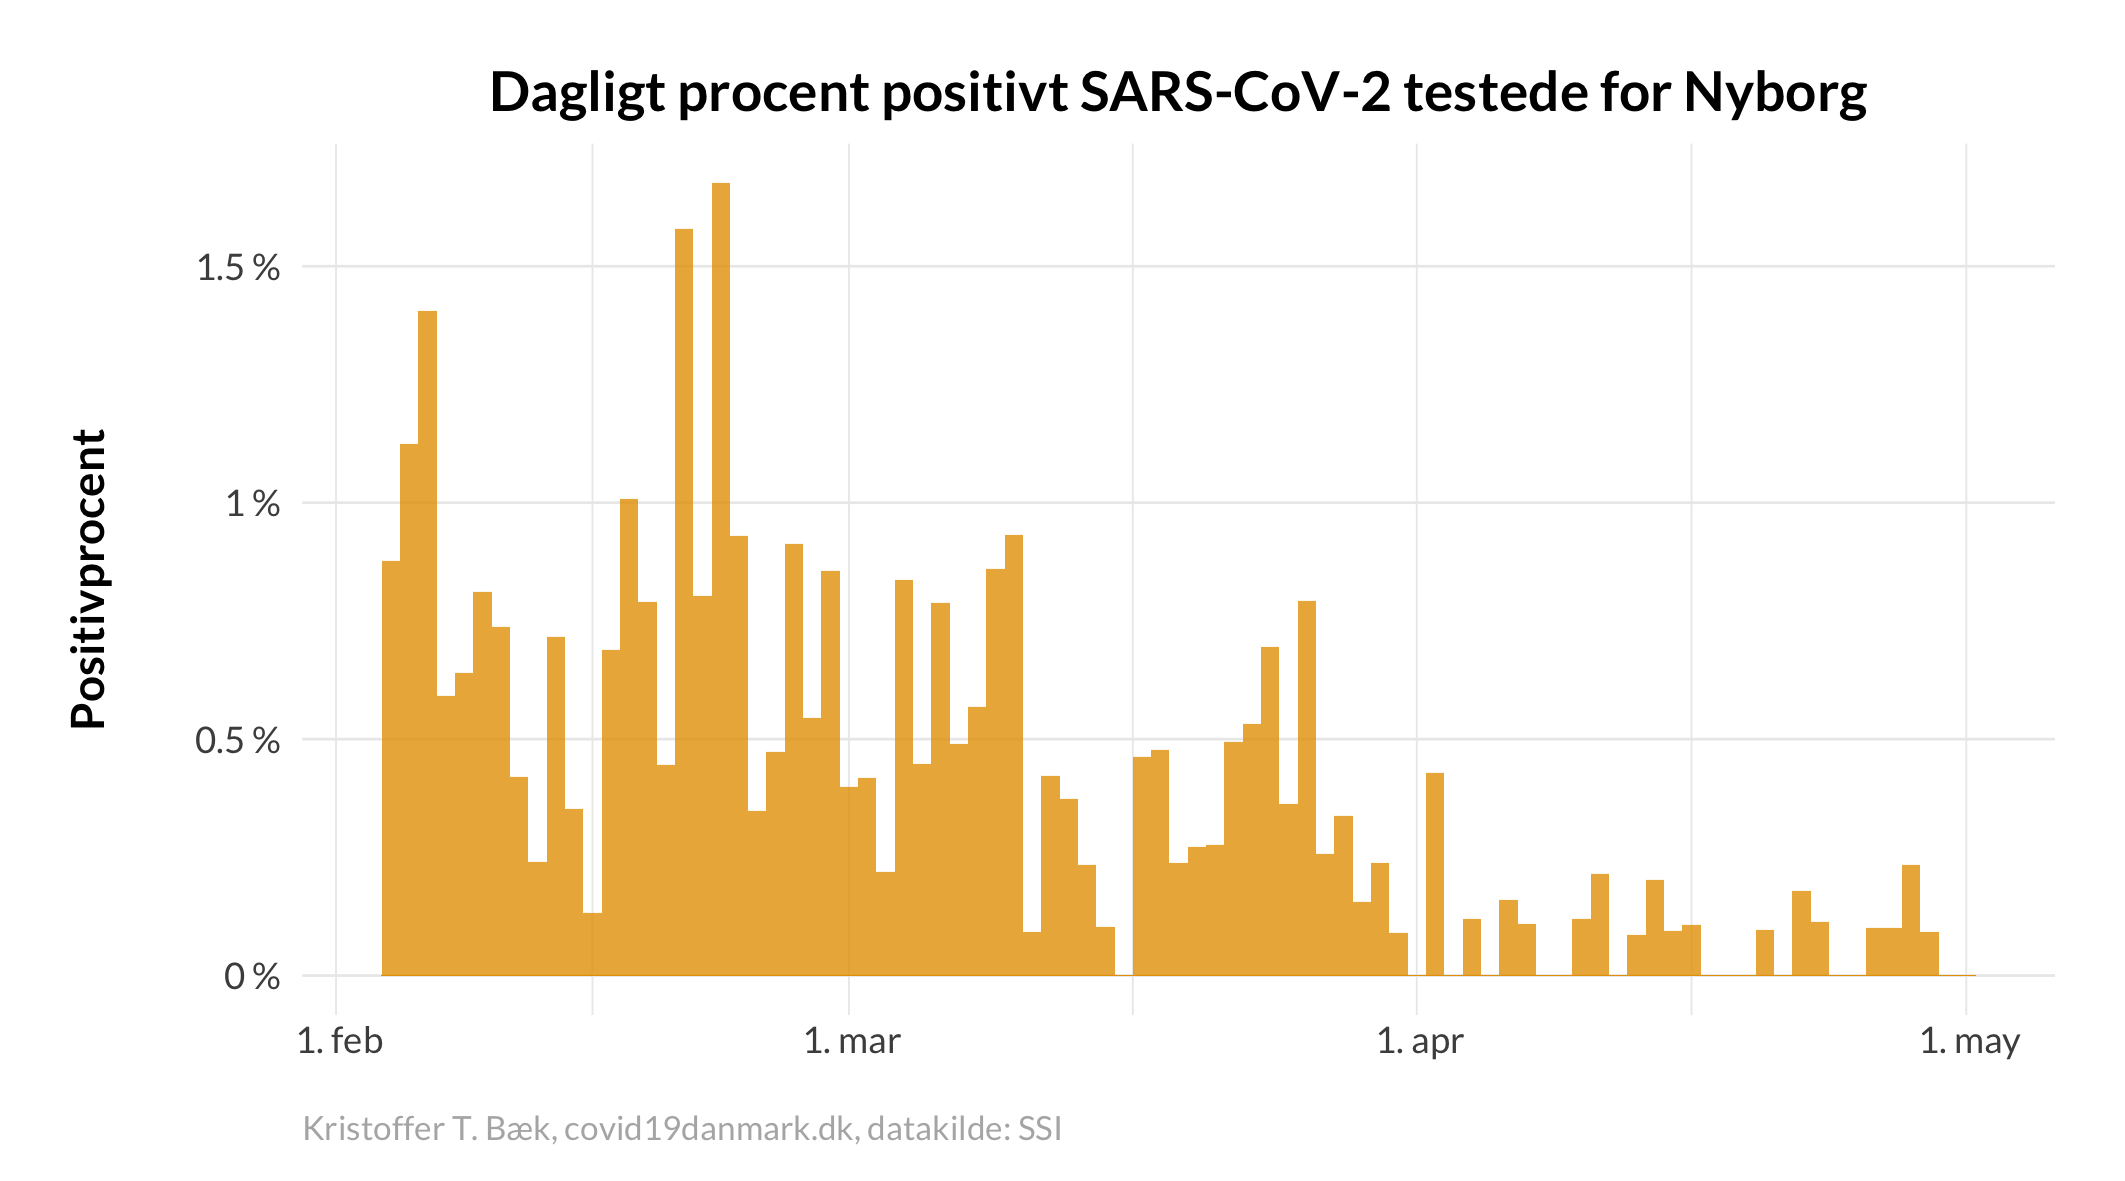 Dagligt procent positivt SARS-CoV-2 testede for Nyborg
Positivprocent
1.5 %
1 %
0.5 %
0 %
1. feb
1. mar
1. apr
1. may
Kristoffer T. Bæk, covid19danmark.dk, datakilde: SSI